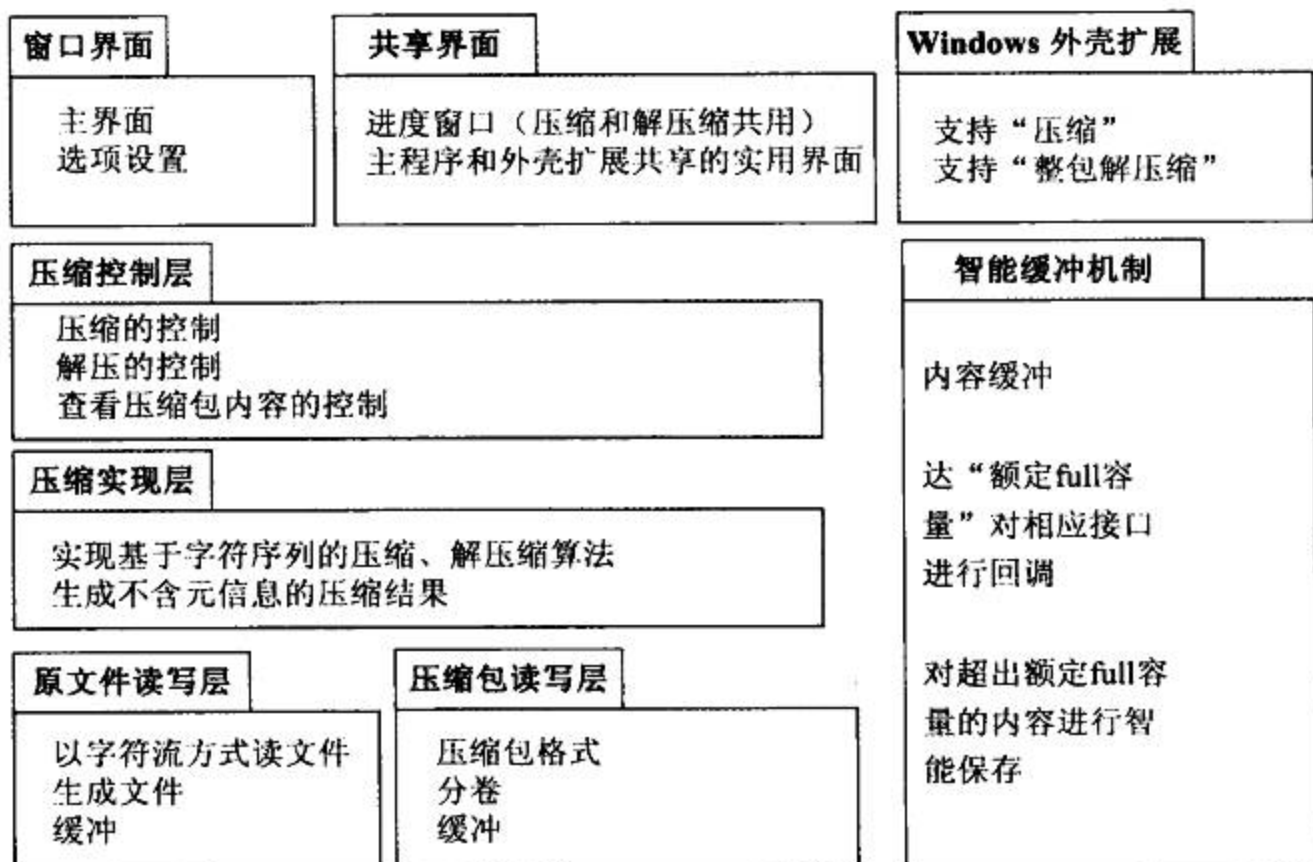 窗口界面
主界面
选项设置
共享界面
进度窗口（压缩和解压缩共用）
主程序和外壳扩展共享的实用界面
Windows 外壳扩展
支持“压缩”
支持“整包解压缩”
压缩控制层
压缩的控制
解压的控制
查看压缩包内容的控制
压缩实现层
实现基于字符序列的压缩、解压缩算法
生成不含元信息的压缩结果
原文件读写层
以字符流方式读文件
生成文件
缓冲
压缩包读写层
压缩包格式
分卷
缓冲
智能缓冲机制
内容缓冲
达“额定full容
量”对相应接口
进行回调
对超出额定full容
量的内容进行智
能保存